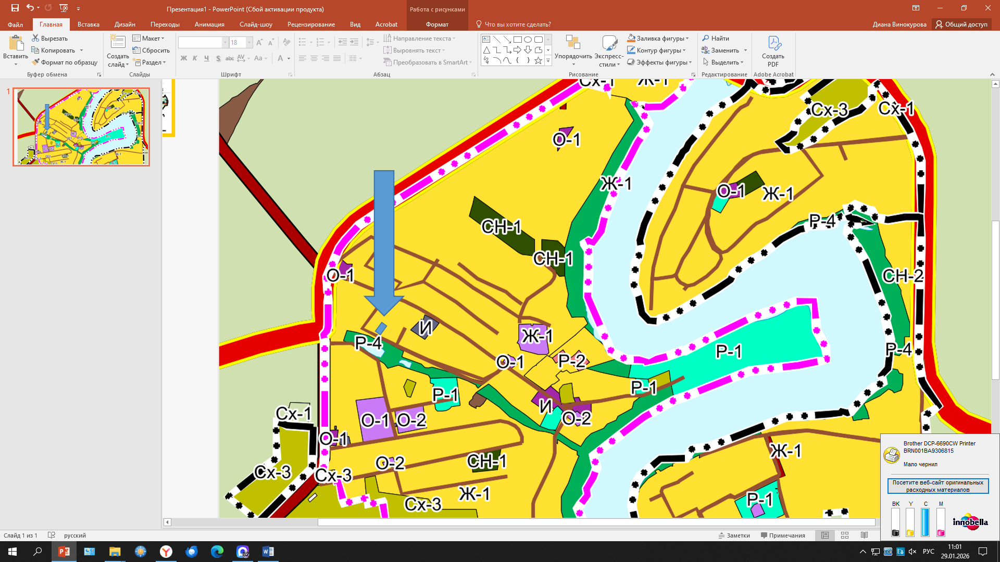 Презентация1 - PowerPoint (Сбой активации продукта)
Работа с рисунками
Файл
Главная
Вставка
Дизайн
Переходы
Анимация
Слайд-шоу
Рецензирование
Вид
Acrobat
Формат
Что вы хотите сделать?
Диана Винокурова
Общий доступ
Вставить
Вырезать
Копировать
Формат по образцу
Буфер обмена
Создать слайд
Макет
Сбросить
Раздел
Слайды
18
Ж К Ч S abc AV Aa A
Шрифт
Направление текста
Выровнять текст
Преобразовать в SmartArt
Абзац
Упорядочить
Экспресс-стили
Заливка фигуры
Контур фигуры
Эффекты фигуры
Рисование
Найти
Заменить
Выделить
Редактирование
Создать PDF
Adobe Acrobat
1
Сх-1
Ж-1
Сх-3
Сх-1
О-1
Ж-1
О-1
Ж-1
Р-4
СН-1
СН-1
СН-2
О-1
И
Ж-1
Р-4
Р-1
Р-4
О-1
Р-2
Р-1
Р-1
И
О-2
Сх-1
О-1
О-2
О-1
О-2
СН-1
Ж-1
Сх-3
Сх-3
Ж-1
Сх-3
Р-1
Brother DCP-6690CW Printer
BRN001BA9306815
Мало чернил
Посетите веб-сайт оригинальных
расходных материалов
BK Y C M
innobella
Слайд 1 из 1
русский
Заметки
Примечания
82
РУС
11:01
29.01.2026